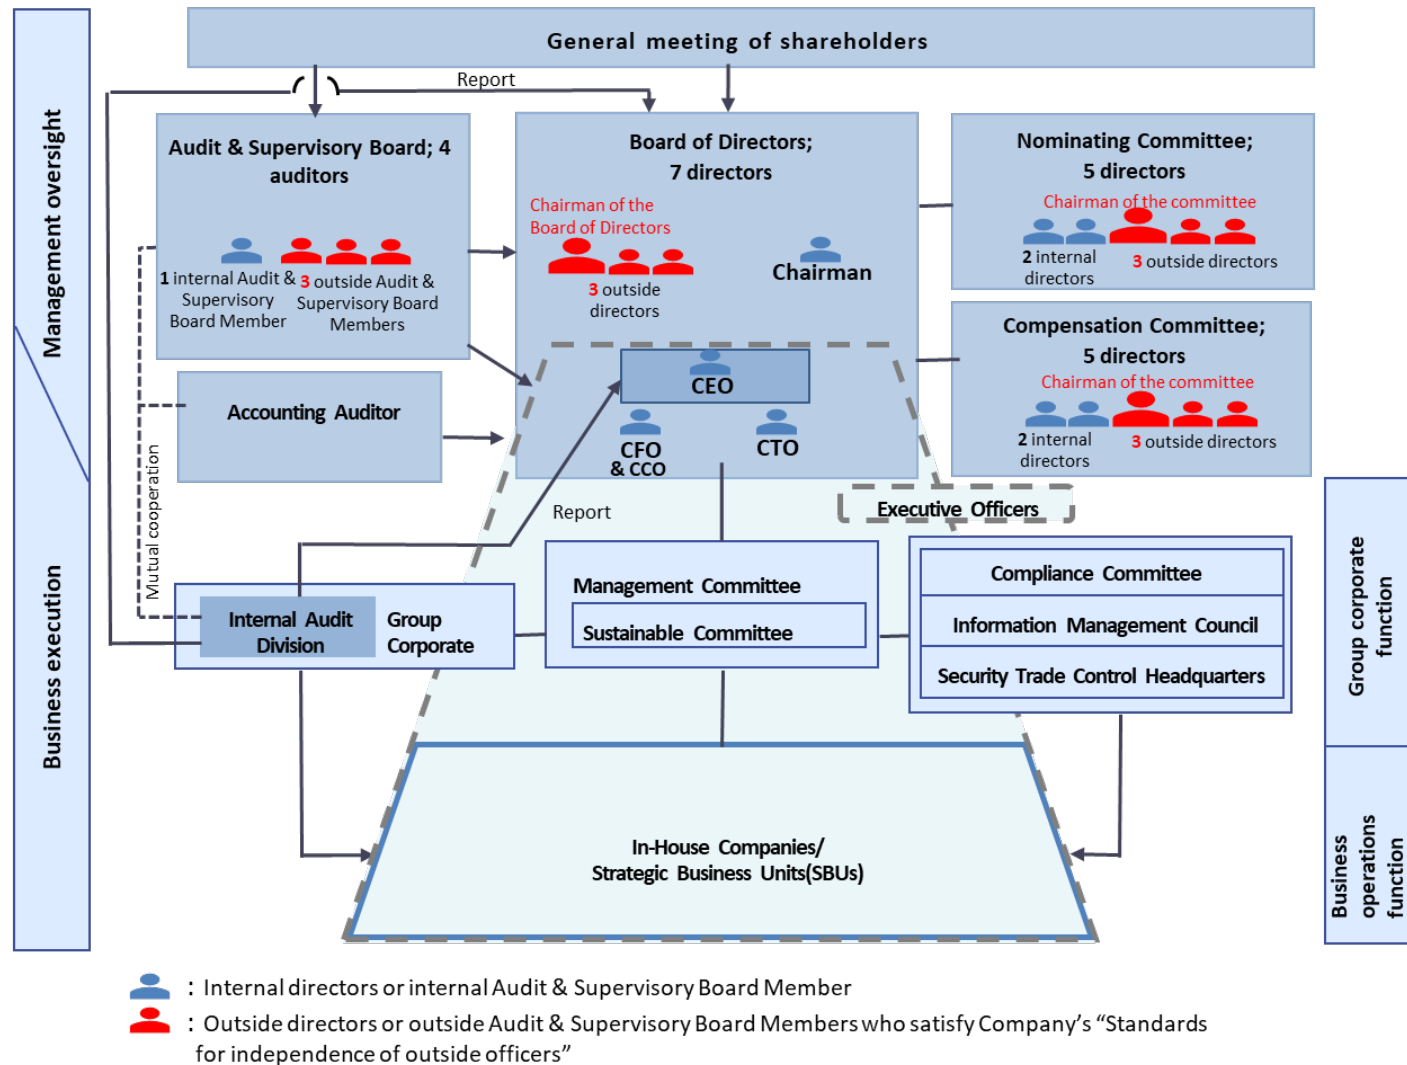 General meeting of shareholders
Report
Management oversight
Business execution
Audit & Supervisory Board; 4
auditors
1 internal Audit &
Supervisory
Board Member
3 outside Audit &
Supervisory Board
Members
Board of Directors;
7 directors
Chairman of the
Board of Directors
3 outside
directors
Chairman
CEO
CFO
& CCO
CTO
Nominating Committee;
5 directors
Chairman of the committee
2 internal
directors
3 outside directors
Compensation Committee;
5 directors
Chairman of the committee
2 internal
directors
3 outside directors
Accounting Auditor
Mutual cooperation
Report
Executive Officers
Internal Audit
Division
Group
Corporate
Management Committee
Sustainable Committee
Compliance Committee
Information Management Council
Security Trade Control Headquarters
Group corporate
function
Business
operations
function
In-House Companies/
Strategic Business Units(SBUs)
: Internal directors or internal Audit & Supervisory Board Member
: Outside directors or outside Audit & Supervisory Board Members who satisfy Company’s “Standards
for independence of outside officers”